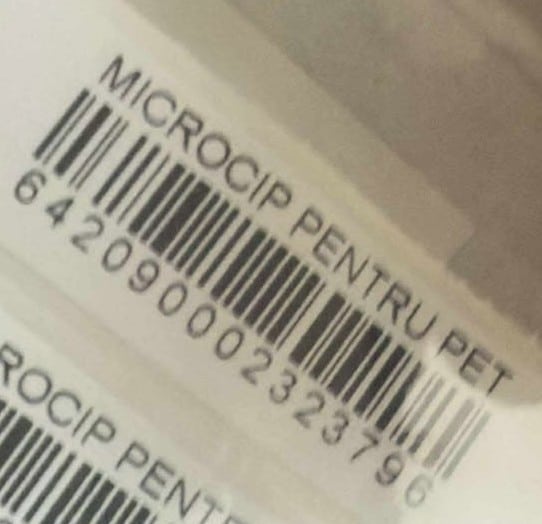 MICROCIP PENTRU PET
642090002323796
ROCIP PENT